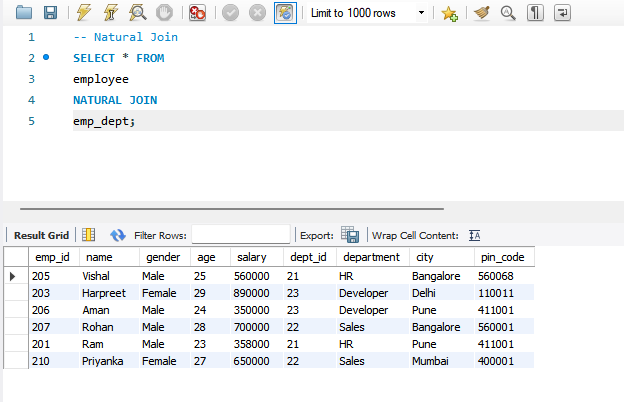 Limit to 1000 rows
1 -- Natural Join
2 SELECT * FROM
3 employee
4 NATURAL JOIN
5 emp_dept;
Result Grid Filter Rows: Export: Wrap Cell Content:
emp_id name gender age salary dept_id department city pin_code
205 Vishal Male 25 560000 21 HR Bangalore 560068
203 Harpreet Female 29 890000 23 Developer Delhi 110011
206 Aman Male 24 350000 23 Developer Pune 411001
207 Rohan Male 28 700000 22 Sales Bangalore 560001
201 Ram Male 23 358000 21 HR Pune 411001
210 Priyanka Female 27 650000 22 Sales Mumbai 400001